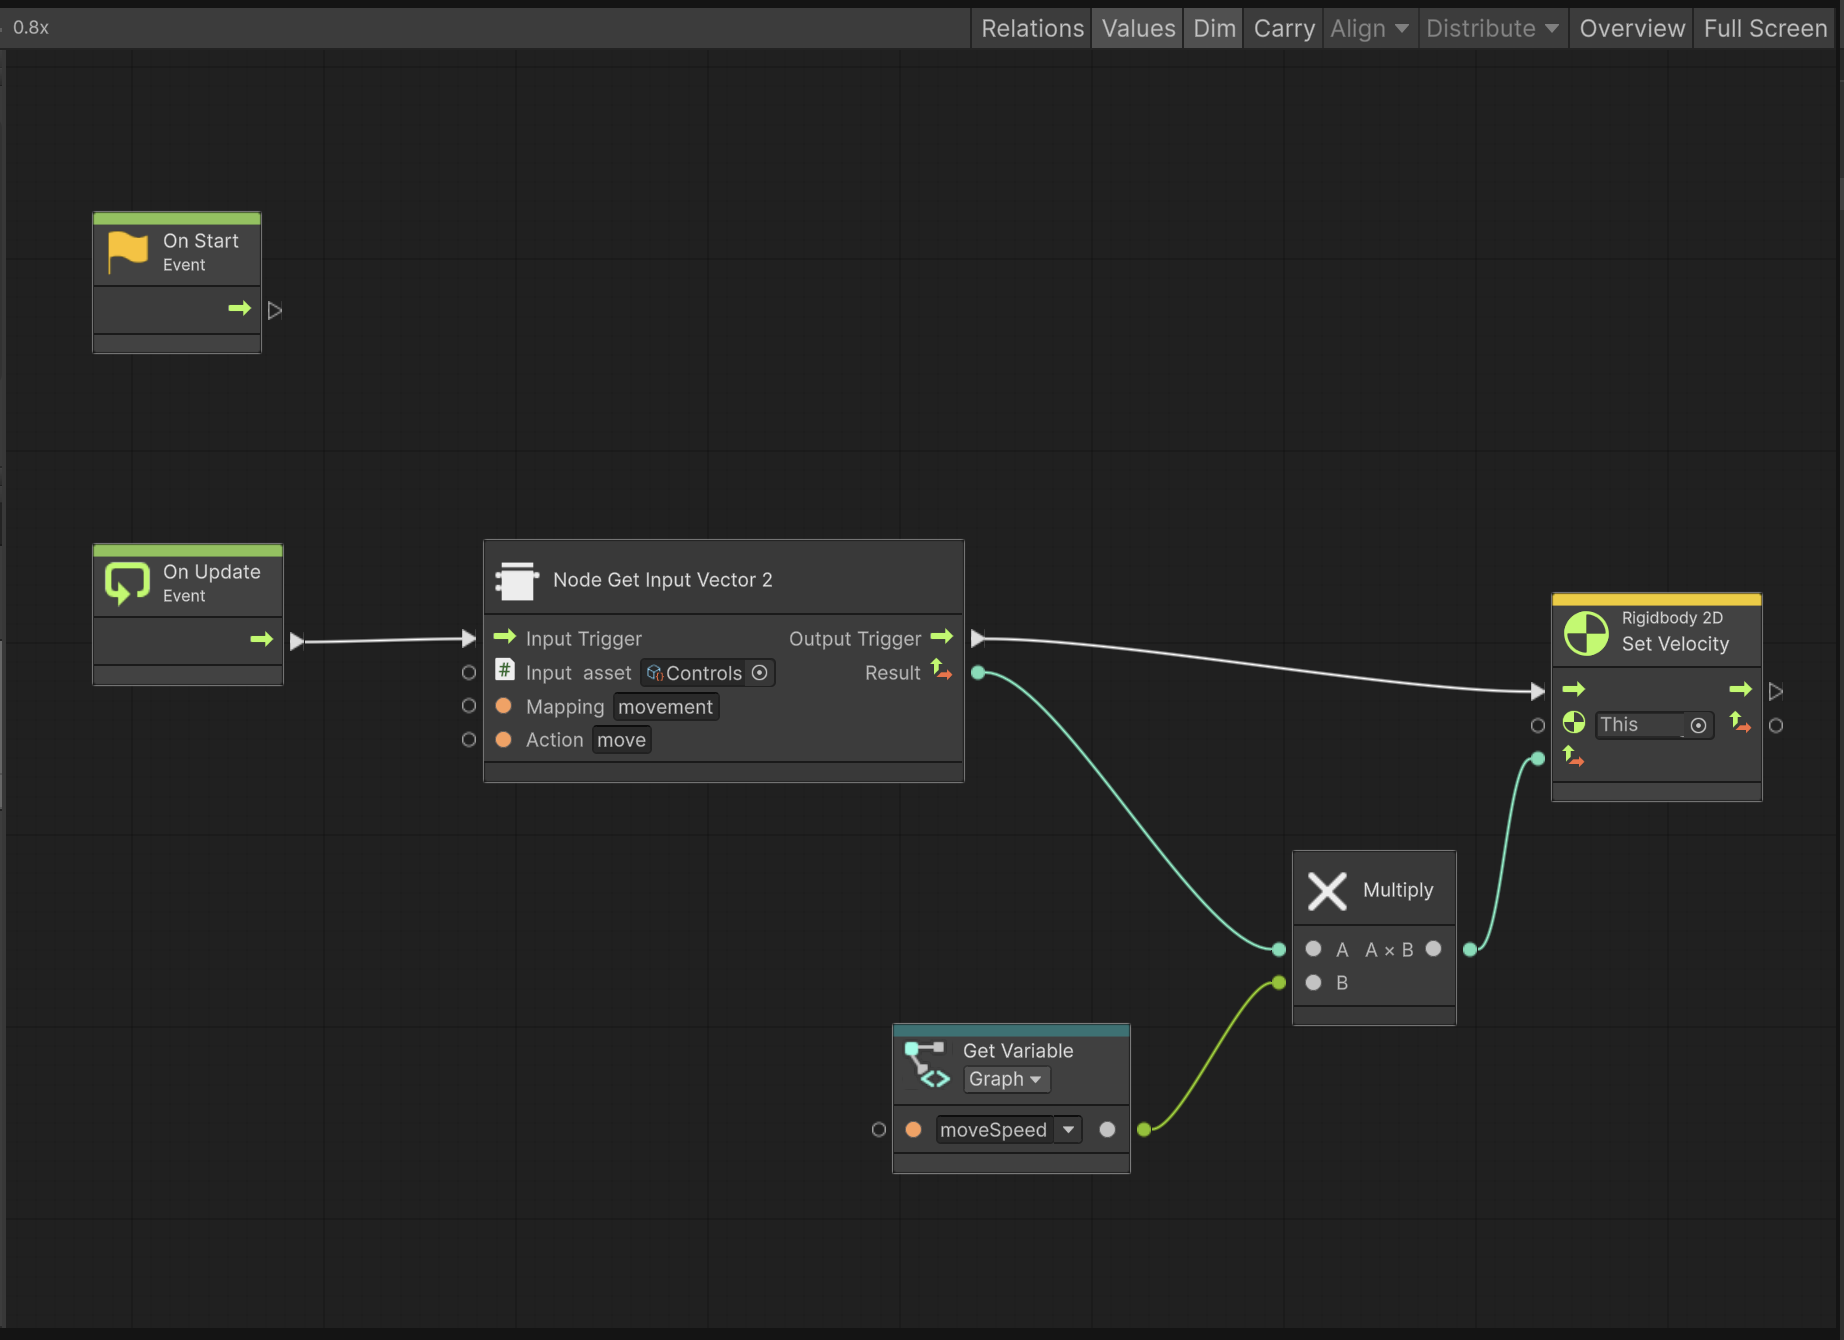 0.8x
Relations Values Dim Carry Align Distribute Overview Full Screen
On Start
Event
On Update
Event
Node Get Input Vector 2
Input Trigger Output Trigger
Input asset Controls Result
Mapping movement
Action move
Rigidbody 2D
Set Velocity
This
Multiply
A A × B
B
Get Variable
Graph
moveSpeed